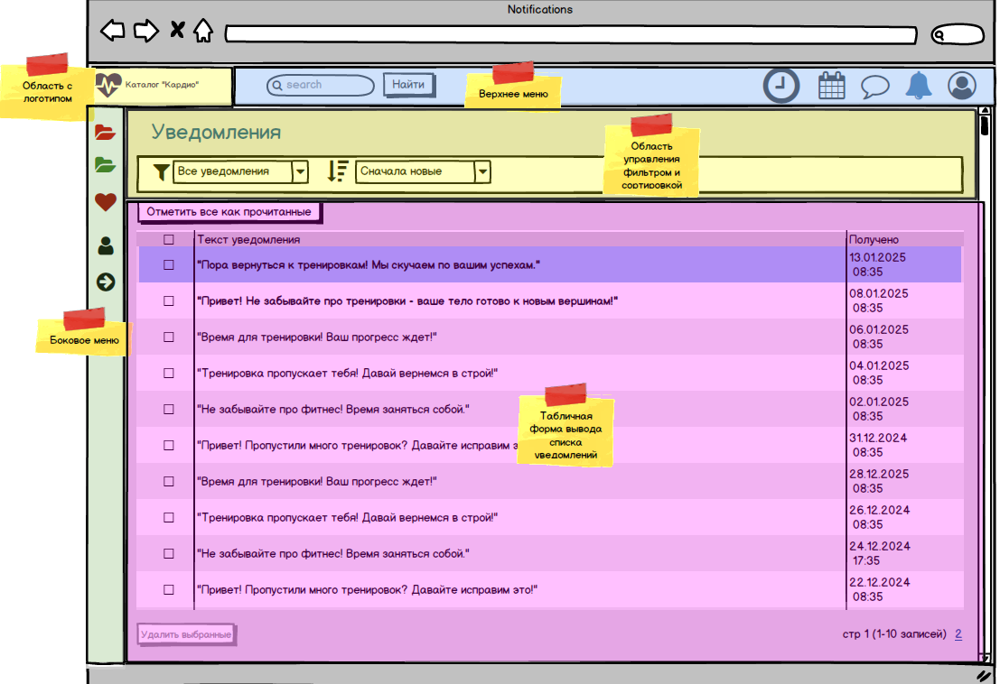 Notifications
Область с
логотипом
Каталог "Кардио"
search
Найти
Верхнее меню
Уведомления
Область
управления
фильтром и
сортировкой
Все уведомления
Сначала новые
Отметить все как прочитанные
Текст уведомления
Получено
"Пора вернуться к тренировкам! Мы скучаем по вашим успехам."
13.01.2025
08:35
"Привет! Не забывайте про тренировки - ваше тело готово к новым вершинам!"
08.01.2025
08:35
Боковое меню
"Время для тренировки! Ваш прогресс ждет!"
06.01.2025
08:35
"Тренировка пропускает тебя! Давай вернемся в строй!"
04.01.2025
08:35
"Не забывайте про фитнес! Время заняться собой."
02.01.2025
08:35
Табличная
форма вывода
списка
уведомлений
"Привет! Пропустили много тренировок? Давайте исправим э
31.12.2024
08:35
"Время для тренировки! Ваш прогресс ждет!"
28.12.2025
08:35
"Тренировка пропускает тебя! Давай вернемся в строй!"
26.12.2024
08:35
"Не забывайте про фитнес! Время заняться собой."
24.12.2024
17:35
"Привет! Пропустили много тренировок? Давайте исправим это!"
22.12.2024
08:35
Удалить выбранные
стр 1 (1-10 записей) 2